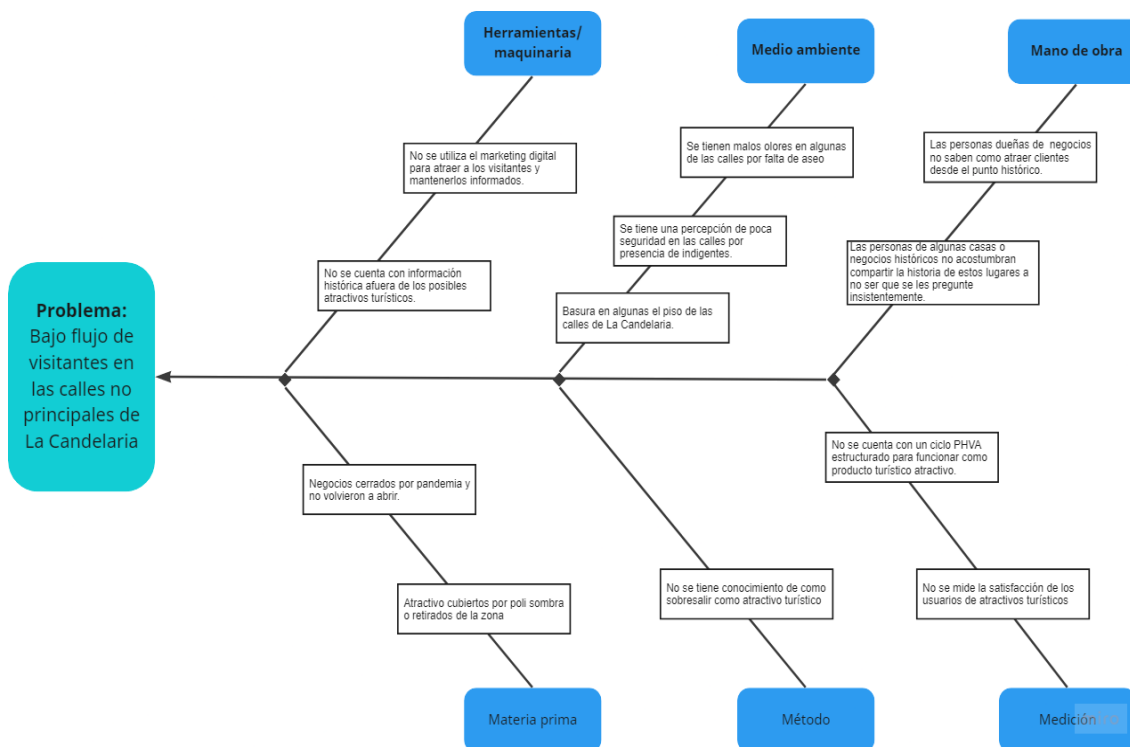 Herramientas/
maquinaria
Medio ambiente
Mano de obra
No se utiliza el marketing digital
para atraer a los visitantes y
mantenerlos informados.
Se tienen malos olores en algunas
de las calles por falta de aseo
Las personas dueñas de negocios
no saben como atraer clientes
desde el punto histórico.
No se cuenta con información
histórica afuera de los posibles
atractivos turísticos.
Se tiene una percepción de poca
seguridad en las calles por
presencia de indigentes.
Las personas de algunas casas o
negocios históricos no acostumbran
compartir la historia de estos lugares a
no ser que se les pregunte
insistentemente.
Basura en algunas el piso de las
calles de La Candelaria.
Problema:
Bajo flujo de
visitantes en
las calles no
principales de
La Candelaria
Negocios cerrados por pandemia y
no volvieron a abrir.
No se cuenta con un ciclo PHVA
estructurado para funcionar como
producto turístico atractivo.
Atractivo cubiertos por poli sombra
o retirados de la zona
No se tiene conocimiento de como
sobresalir como atractivo turístico
No se mide la satisfacción de los
usuarios de atractivos turísticos
Materia prima
Método
Medición